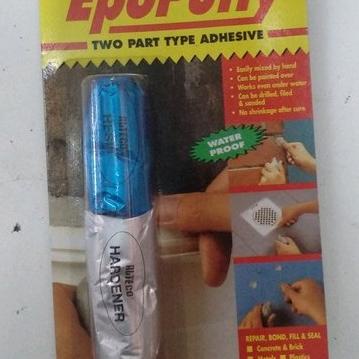 EpoPutty
TWO PART TYPE ADHESIVE
• Easily mixed by hand
• Can be painted over
• Works even under water
• Can be drilled, filed
& sanded
• No shrinkage after cure
WATER
PROOF
HARDENER
REPAIR, BOND, FILL & SEAL
■ Concrete & Brick
■ Metals ■ Plastics